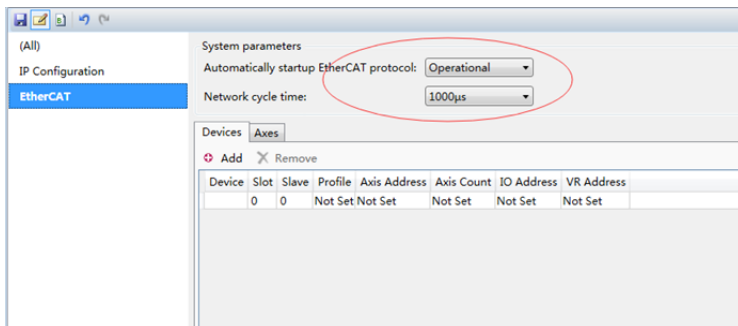 (All)
IP Configuration
EtherCAT
System parameters
Automatically startup EtherCAT protocol: Operational
Network cycle time: 1000µs
Devices Axes
Add Remove
Device Slot Slave Profile Axis Address Axis Count IO Address VR Address
0 0 Not Set Not Set Not Set Not Set Not Set